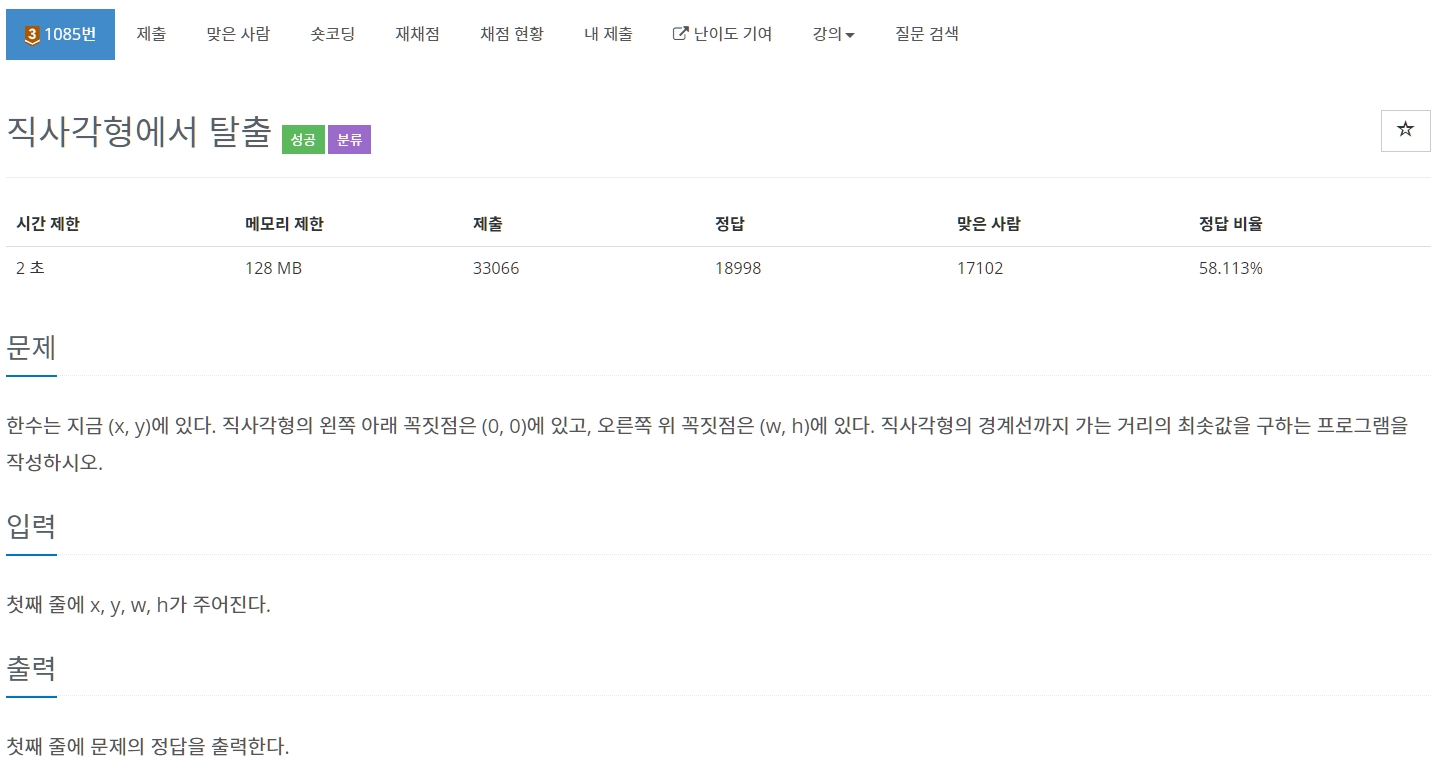 3 1085번 제출 맞은 사람 숏코딩 재채점 채점 현황 내 제출 난이도 기여 강의 질문 검색
직사각형에서 탈출 성공 분류
시간 제한 메모리 제한 제출 정답 맞은 사람 정답 비율
2 초 128 MB 33066 18998 17102 58.113%
문제
한수는 지금 (x, y)에 있다. 직사각형의 왼쪽 아래 꼭짓점은 (0, 0)에 있고, 오른쪽 위 꼭짓점은 (w, h)에 있다. 직사각형의 경계선까지 가는 거리의 최솟값을 구하는 프로그램을
작성하시오.
입력
첫째 줄에 x, y, w, h가 주어진다.
출력
첫째 줄에 문제의 정답을 출력한다.